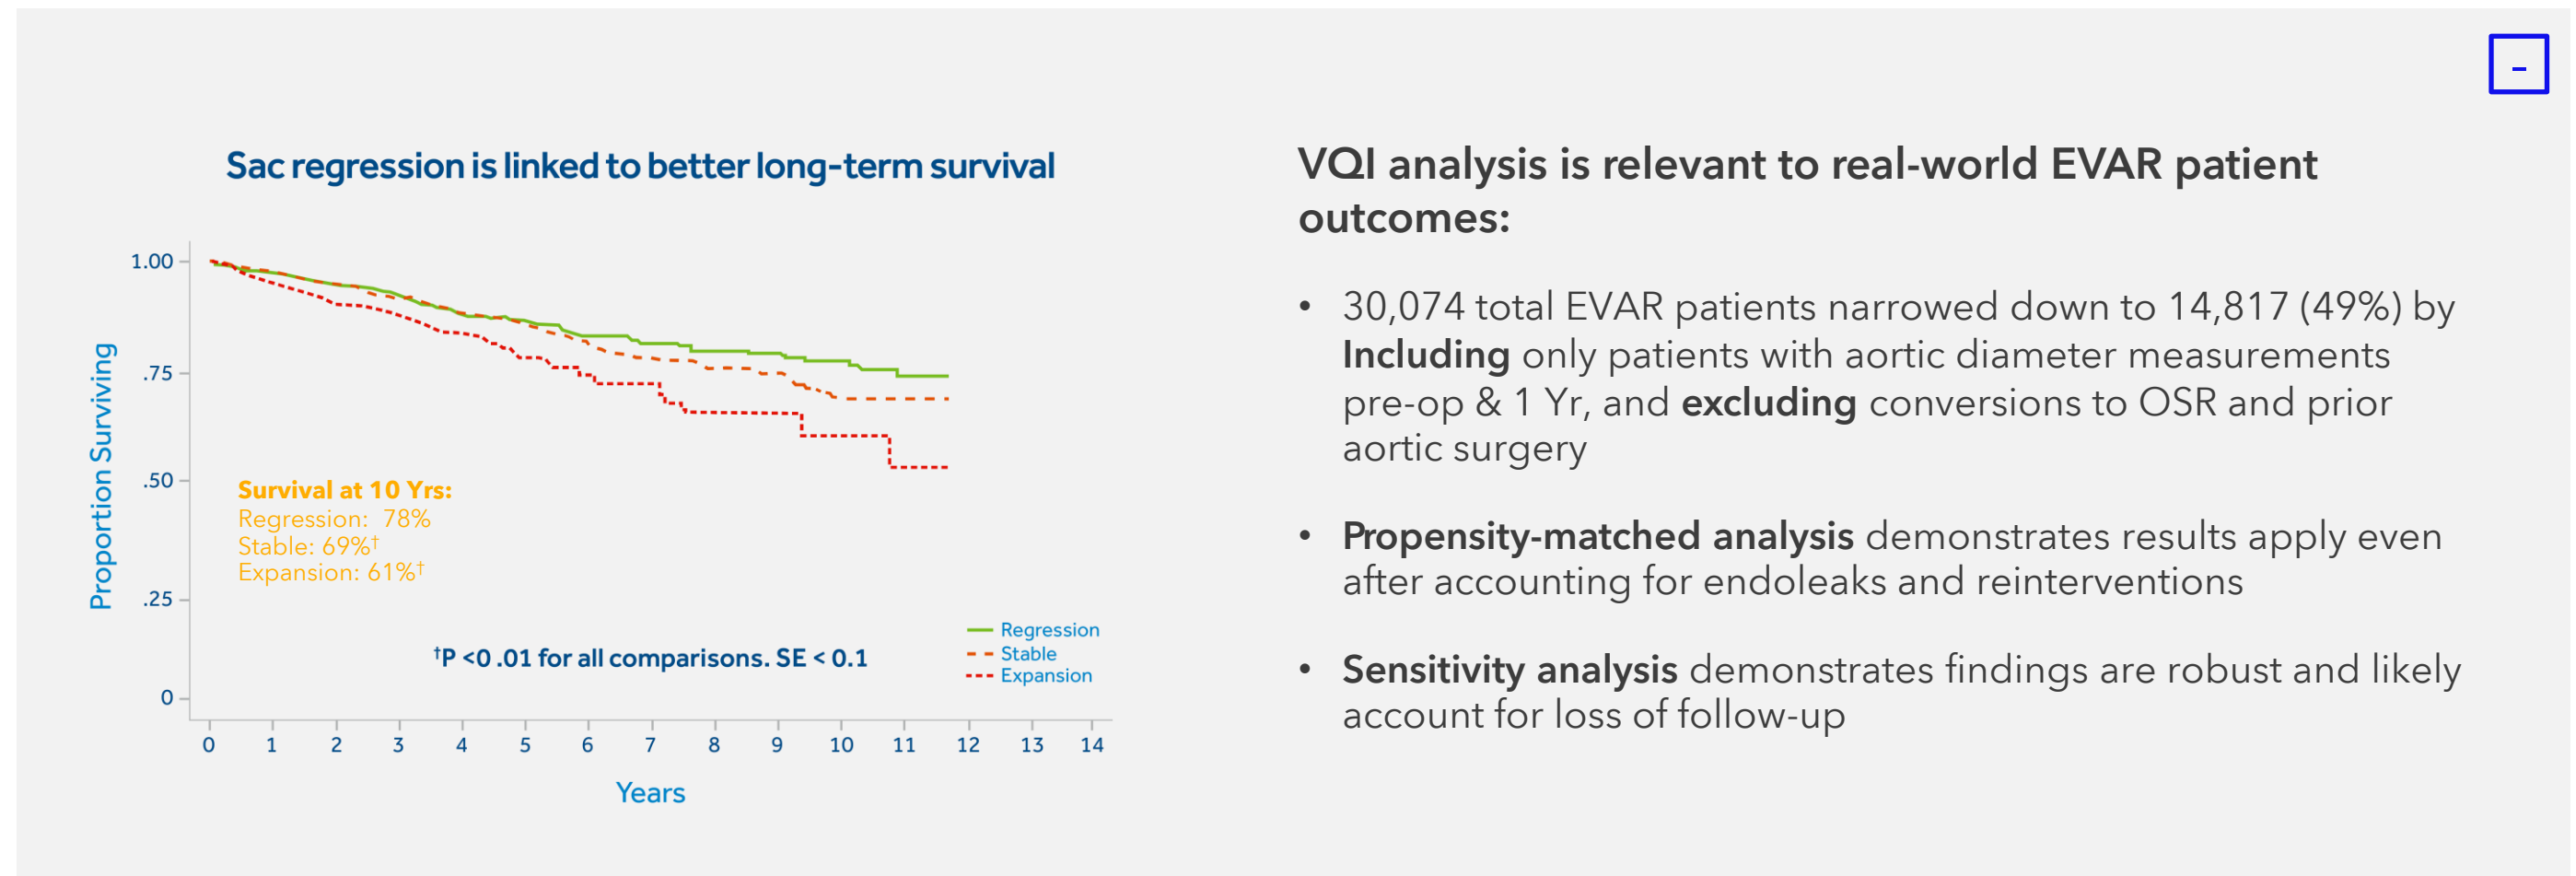 -
Sac regression is linked to better long-term survival
1.00
.75
.50
.25
0
Proportion Surviving
Survival at 10 Yrs:
Regression: 78%
Stable: 69%†
Expansion: 61%†
†P <0 .01 for all comparisons. SE < 0.1
Regression
Stable
Expansion
0 1 2 3 4 5 6 7 8 9 10 11 12 13 14
Years
VQI analysis is relevant to real-world EVAR patient
outcomes:
• 30,074 total EVAR patients narrowed down to 14,817 (49%) by
Including only patients with aortic diameter measurements
pre-op & 1 Yr, and excluding conversions to OSR and prior
aortic surgery
• Propensity-matched analysis demonstrates results apply even
after accounting for endoleaks and reinterventions
• Sensitivity analysis demonstrates findings are robust and likely
account for loss of follow-up